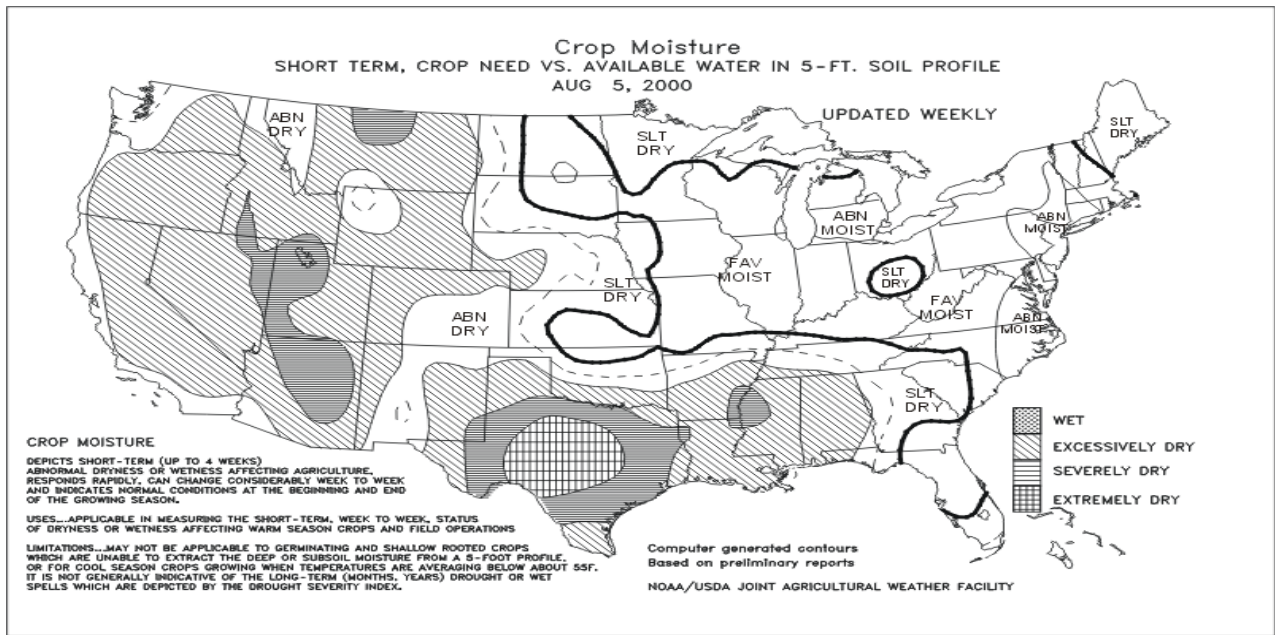 Crop Moisture
SHORT TERM, CROP NEED VS. AVAILABLE WATER IN 5-FT. SOIL PROFILE
AUG 5, 2000
UPDATED WEEKLY
ABN
DRY
SLT
DRY
SLT
DRY
ABN
MOIST
ABN
MOIST
FAV
MOIST
SLT
DRY
SLT
DRY
FAV
MOIST
ABN
MOIST
ABN
DRY
SLT
DRY
WET
EXCESSIVELY DRY
SEVERELY DRY
EXTREMELY DRY
CROP MOISTURE
DEPICTS SHORT-TERM (UP TO 4 WEEKS)
ABNORMAL DRYNESS OR WETNESS AFFECTING AGRICULTURE,
RESPONDS RAPIDLY, CAN CHANGE CONSIDERABLY WEEK TO WEEK
AND INDICATES NORMAL CONDITIONS AT THE BEGINNING AND END
OF THE GROWING SEASON.
USES...APPLICABLE IN MEASURING THE SHORT-TERM, WEEK TO WEEK, STATUS
OF DRYNESS OR WETNESS AFFECTING WARM SEASON CROPS AND FIELD OPERATIONS
LIMITATIONS...MAY NOT BE APPLICABLE TO GERMINATING AND SHALLOW ROOTED CROPS
WHICH ARE UNABLE TO EXTRACT THE DEEP OR SUBSOIL MOISTURE FROM A 5-FOOT PROFILE,
OR FOR COOL SEASON CROPS GROWING WHEN TEMPERATURES ARE AVERAGING BELOW ABOUT 55F.
IT IS NOT GENERALLY INDICATIVE OF THE LONG-TERM (MONTHS, YEARS) DROUGHT OR WET
SPELLS WHICH ARE DEPICTED BY THE DROUGHT SEVERITY INDEX.
Computer generated contours
Based on preliminary reports
NOAA/USDA JOINT AGRICULTURAL WEATHER FACILITY